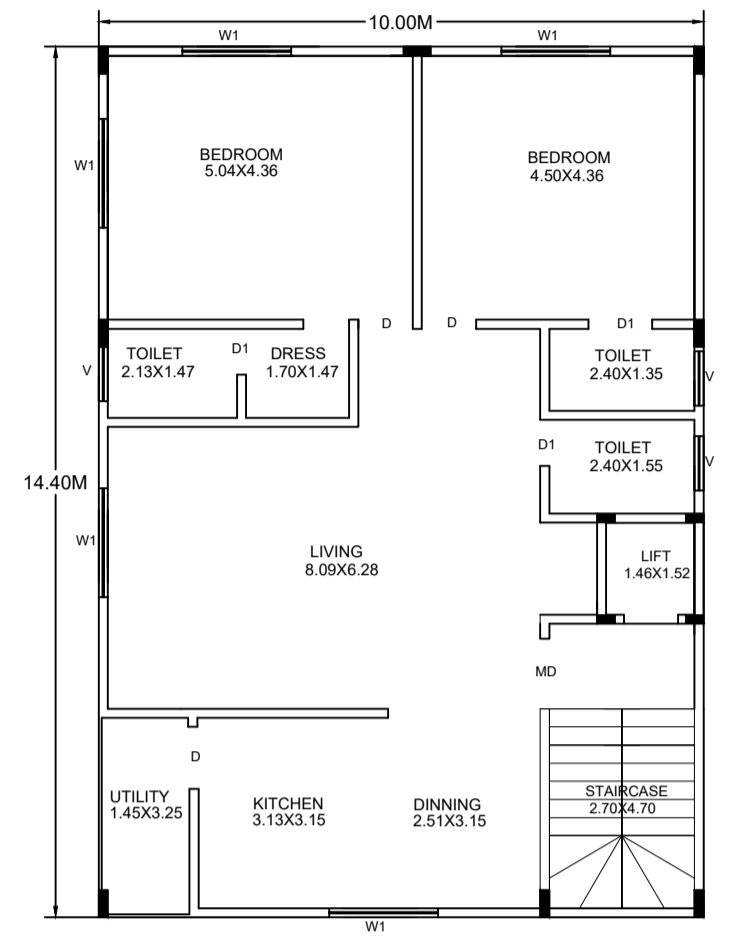 10.00M
W1
W1
BEDROOM
5.04X4.36
BEDROOM
4.50X4.36
W1
D
D
D1
TOILET
2.13X1.47
D1
DRESS
1.70X1.47
TOILET
2.40X1.35
V
V
D1
TOILET
2.40X1.55
V
14.40M
W1
LIVING
8.09X6.28
LIFT
1.46X1.52
MD
D
UTILITY
1.45X3.25
KITCHEN
3.13X3.15
DINNING
2.51X3.15
STAIRCASE
2.70X4.70
W1